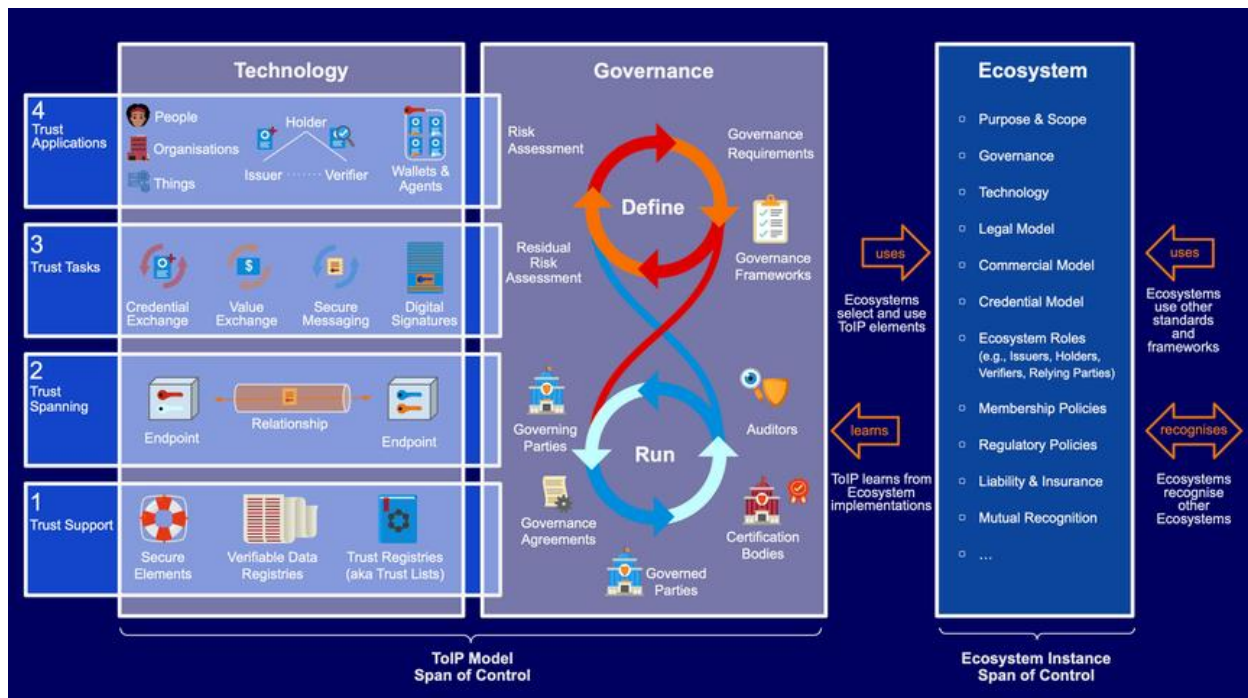 Technology
4
Trust
Applications
People
Organisations
Things
Holder
Issuer
Verifier
Wallets &
Agents
3
Trust Tasks
Credential
Exchange
Value
Exchange
$
Secure
Messaging
Digital
Signatures
2
Trust
Spanning
Endpoint
Relationship
Endpoint
1
Trust Support
Secure
Elements
Verifiable Data
Registries
Trust Registries
(aka Trust Lists)
Governance
Risk
Assessment
Governance
Requirements
Define
Residual
Risk
Assessment
Governance
Frameworks
Governing
Parties
Auditors
Run
Governance
Agreements
Certification
Bodies
Governed
Parties
ToIP Model
Span of Control
uses
Ecosystems
select and use
ToIP elements
learns
ToIP learns from
Ecosystem
implementations
Ecosystem
Purpose & Scope
Governance
Technology
Legal Model
Commercial Model
Credential Model
Ecosystem Roles
(e.g., Issuers, Holders,
Verifiers, Relying Parties)
Membership Policies
Regulatory Policies
Liability & Insurance
Mutual Recognition
…
Ecosystem Instance
Span of Control
uses
Ecosystems
use other
standards
and
frameworks
recognises
Ecosystems
recognise
other
Ecosystems